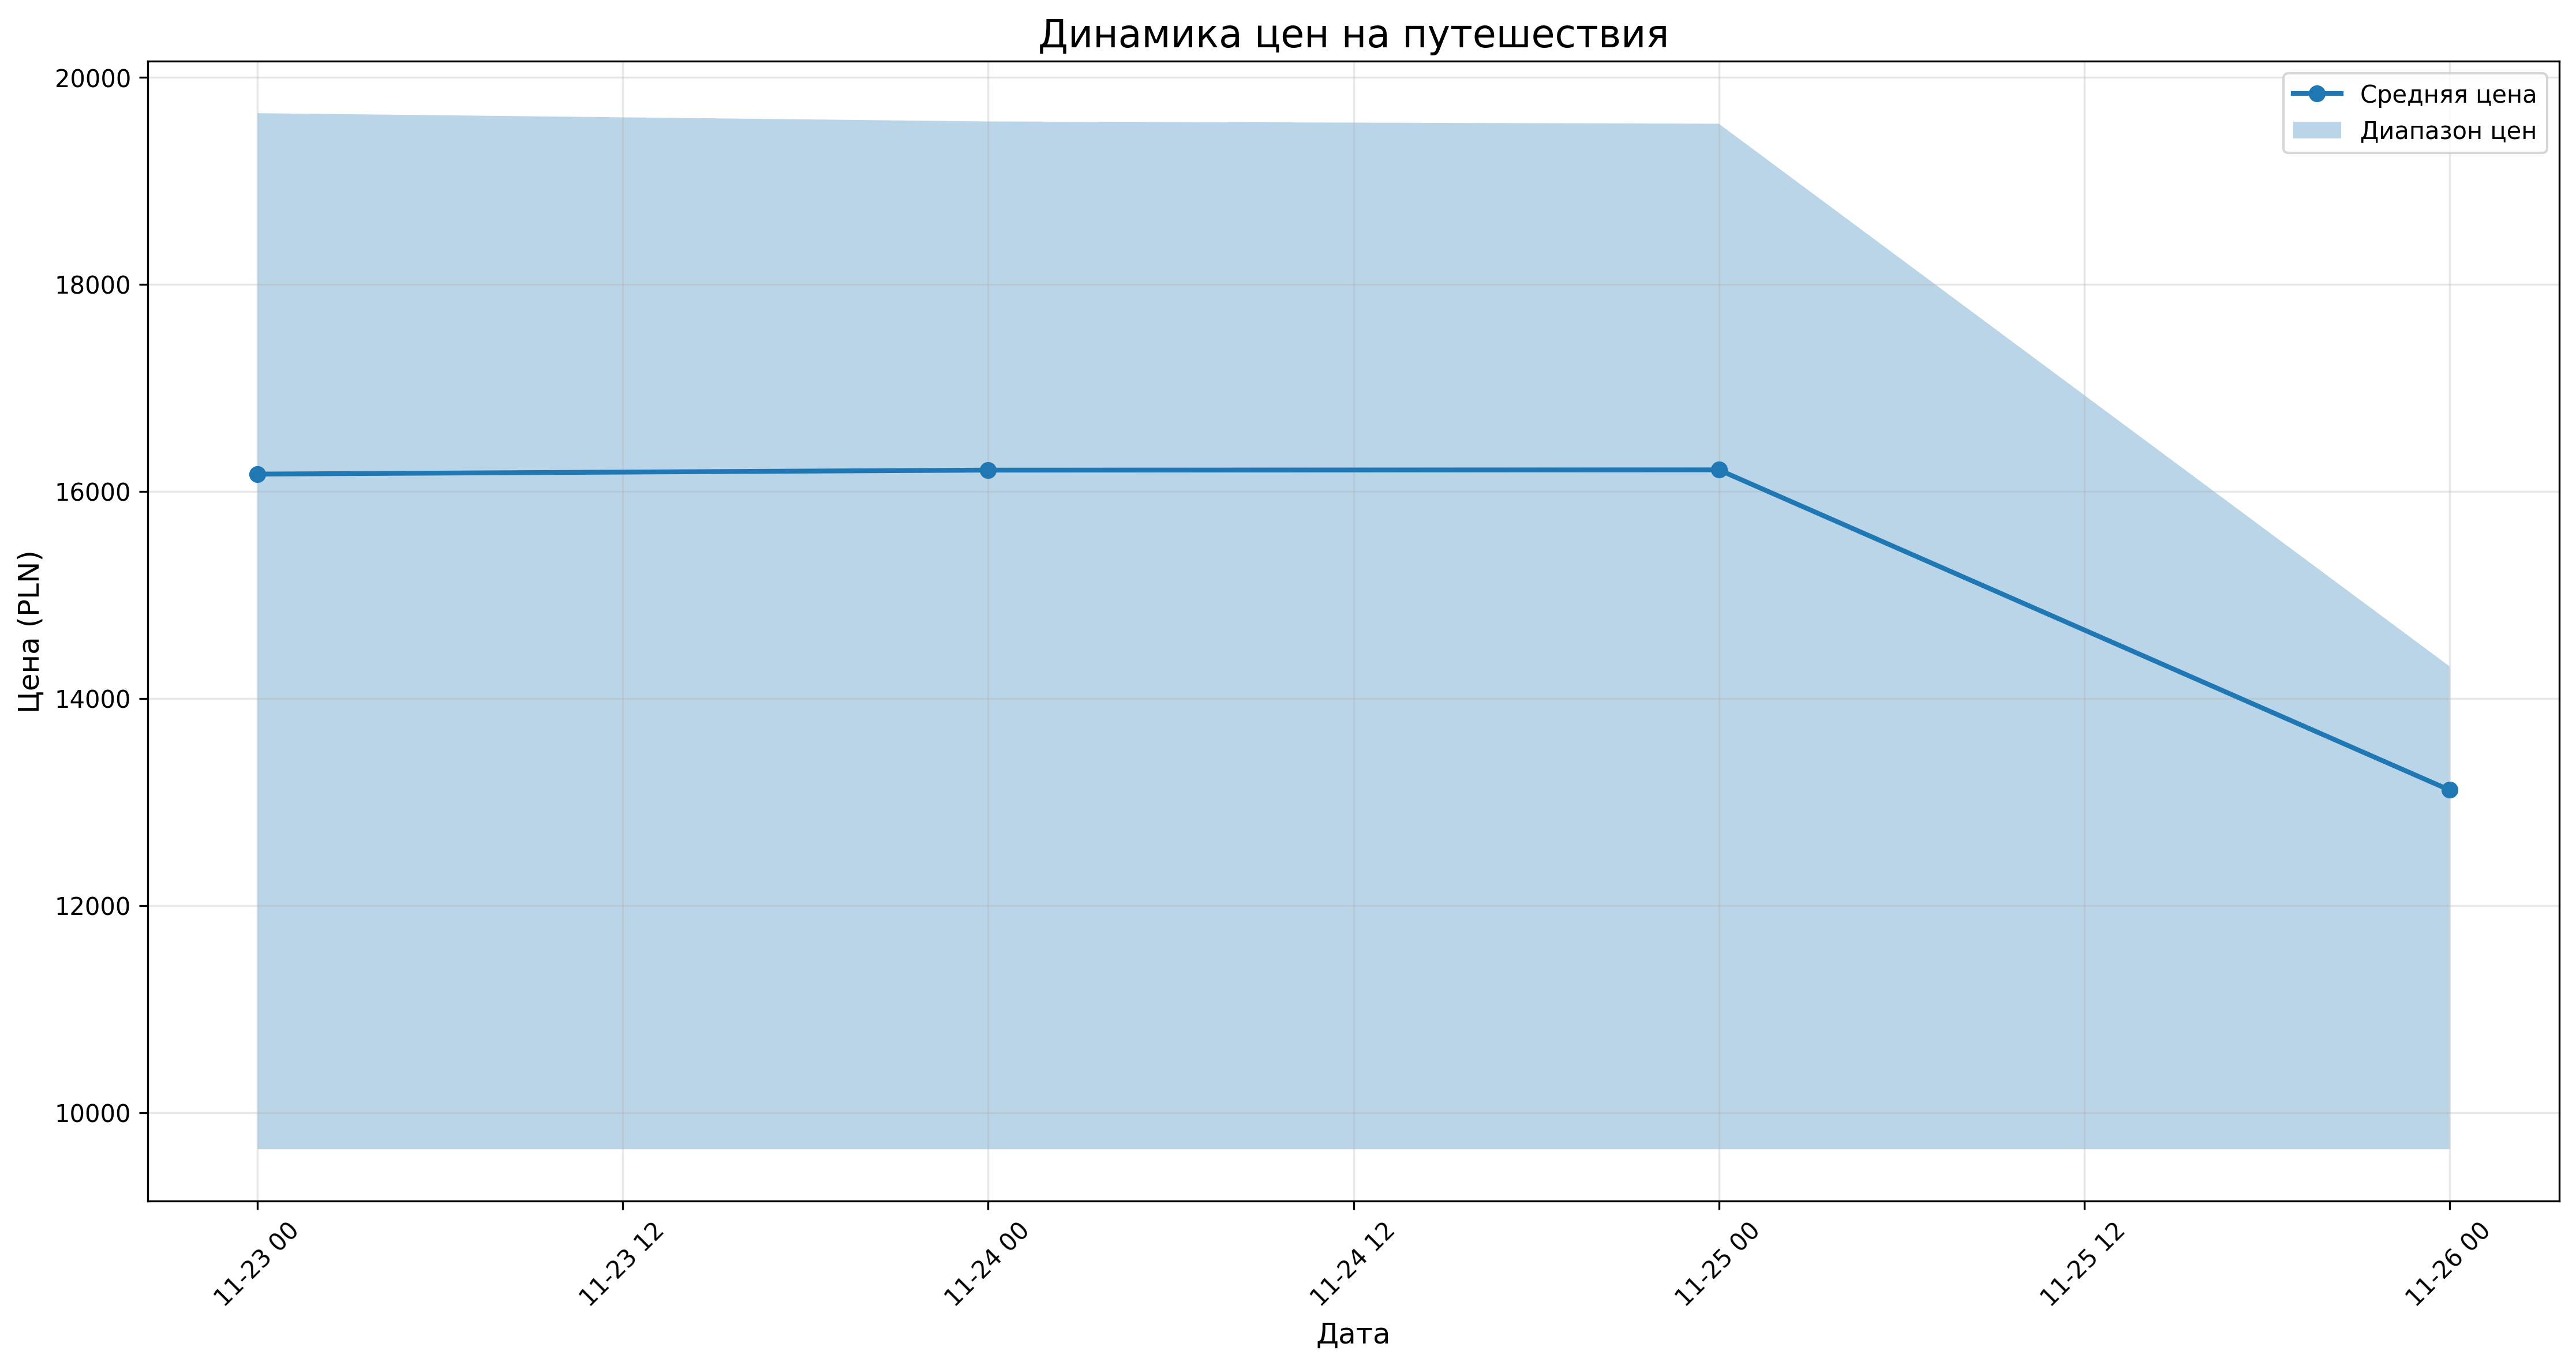 Динамика цен на путешествия
Средняя цена
Диапазон цен
Цена (PLN)
20000
18000
16000
14000
12000
10000
11-23 00
11-23 12
11-24 00
11-24 12
11-25 00
11-25 12
11-26 00
Дата